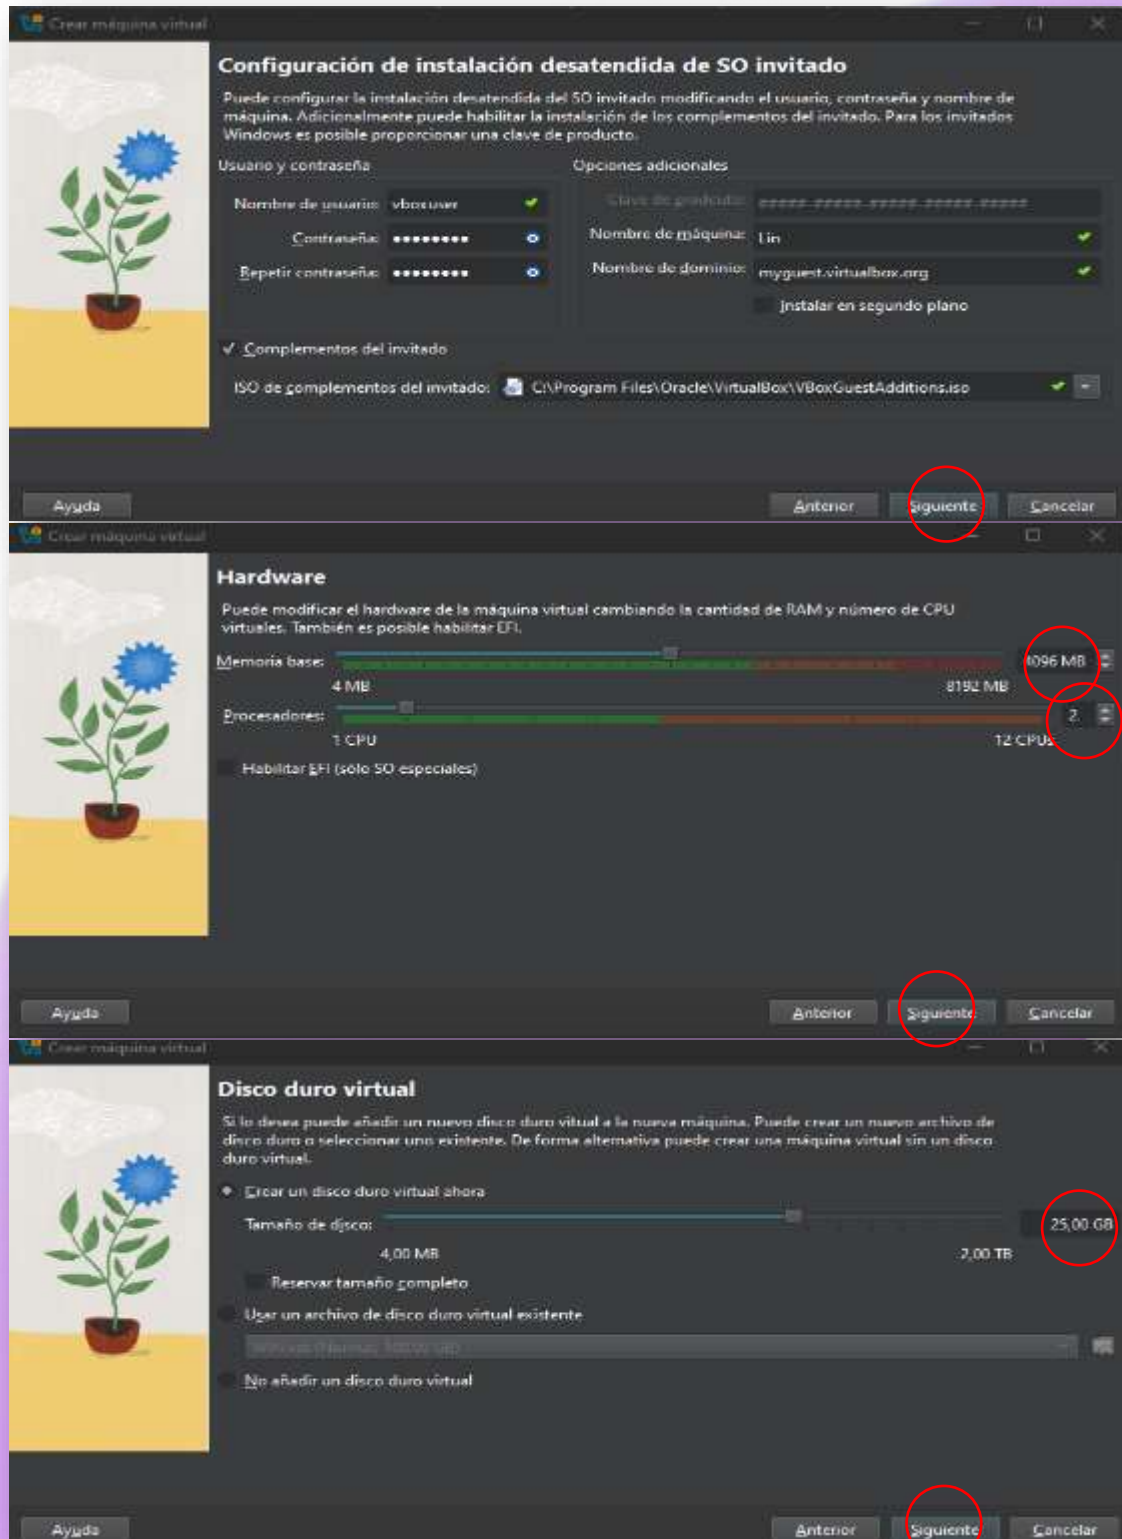 Crear máquina virtual
Configuración de instalación desatendida de SO invitado
Puede configurar la instalación desatendida del SO invitado modificando el usuario, contraseña y nombre de
máquina. Adicionalmente puede habilitar la instalación de los complementos del invitado. Para los invitados
Windows es posible proporcionar una clave de producto.
Usuario y contraseña
Nombre de usuario: vboxuser
Contraseña: ●●●●●●●●
Repetir contraseña: ●●●●●●●●
Opciones adicionales
Clave de producto: #####-#####-#####-#####-#####
Nombre de máquina: Lin
Nombre de dominio: myguest.virtualbox.org
Instalar en segundo plano
Complementos del invitado
ISO de complementos del invitado: C:\Program Files\Oracle\VirtualBox\VBoxGuestAdditions.iso
Ayuda Anterior Siguiente Cancelar
Crear máquina virtual
Hardware
Puede modificar el hardware de la máquina virtual cambiando la cantidad de RAM y número de CPU
virtuales. También es posible habilitar EFI.
Memoria base: 4096 MB
4 MB 8192 MB
Procesadores: 2
1 CPU 12 CPUs
Habilitar EFI (sólo SO especiales)
Ayuda Anterior Siguiente Cancelar
Crear máquina virtual
Disco duro virtual
Si lo desea puede añadir un nuevo disco duro vitual a la nueva máquina. Puede crear un nuevo archivo de
disco duro o seleccionar uno existente. De forma alternativa puede crear una máquina virtual sin un disco
duro virtual.
Crear un disco duro virtual ahora
Tamaño de disco: 25,00 GB
4,00 MB 2,00 TB
Reservar tamaño completo
Usar un archivo de disco duro virtual existente
No añadir un disco duro virtual
Ayuda Anterior Siguiente Cancelar